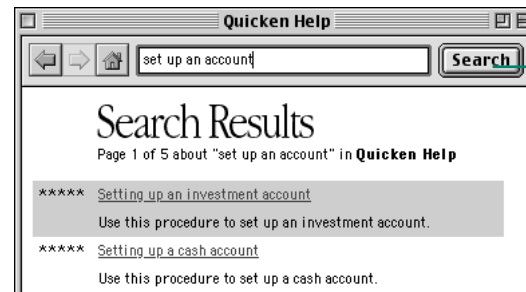 Quicken Help
set up an account
Search
Search Results
Page 1 of 5 about "set up an account" in Quicken Help
***** Setting up an investment account
Use this procedure to set up an investment account.
***** Setting up a cash account
Use this procedure to set up a cash account.